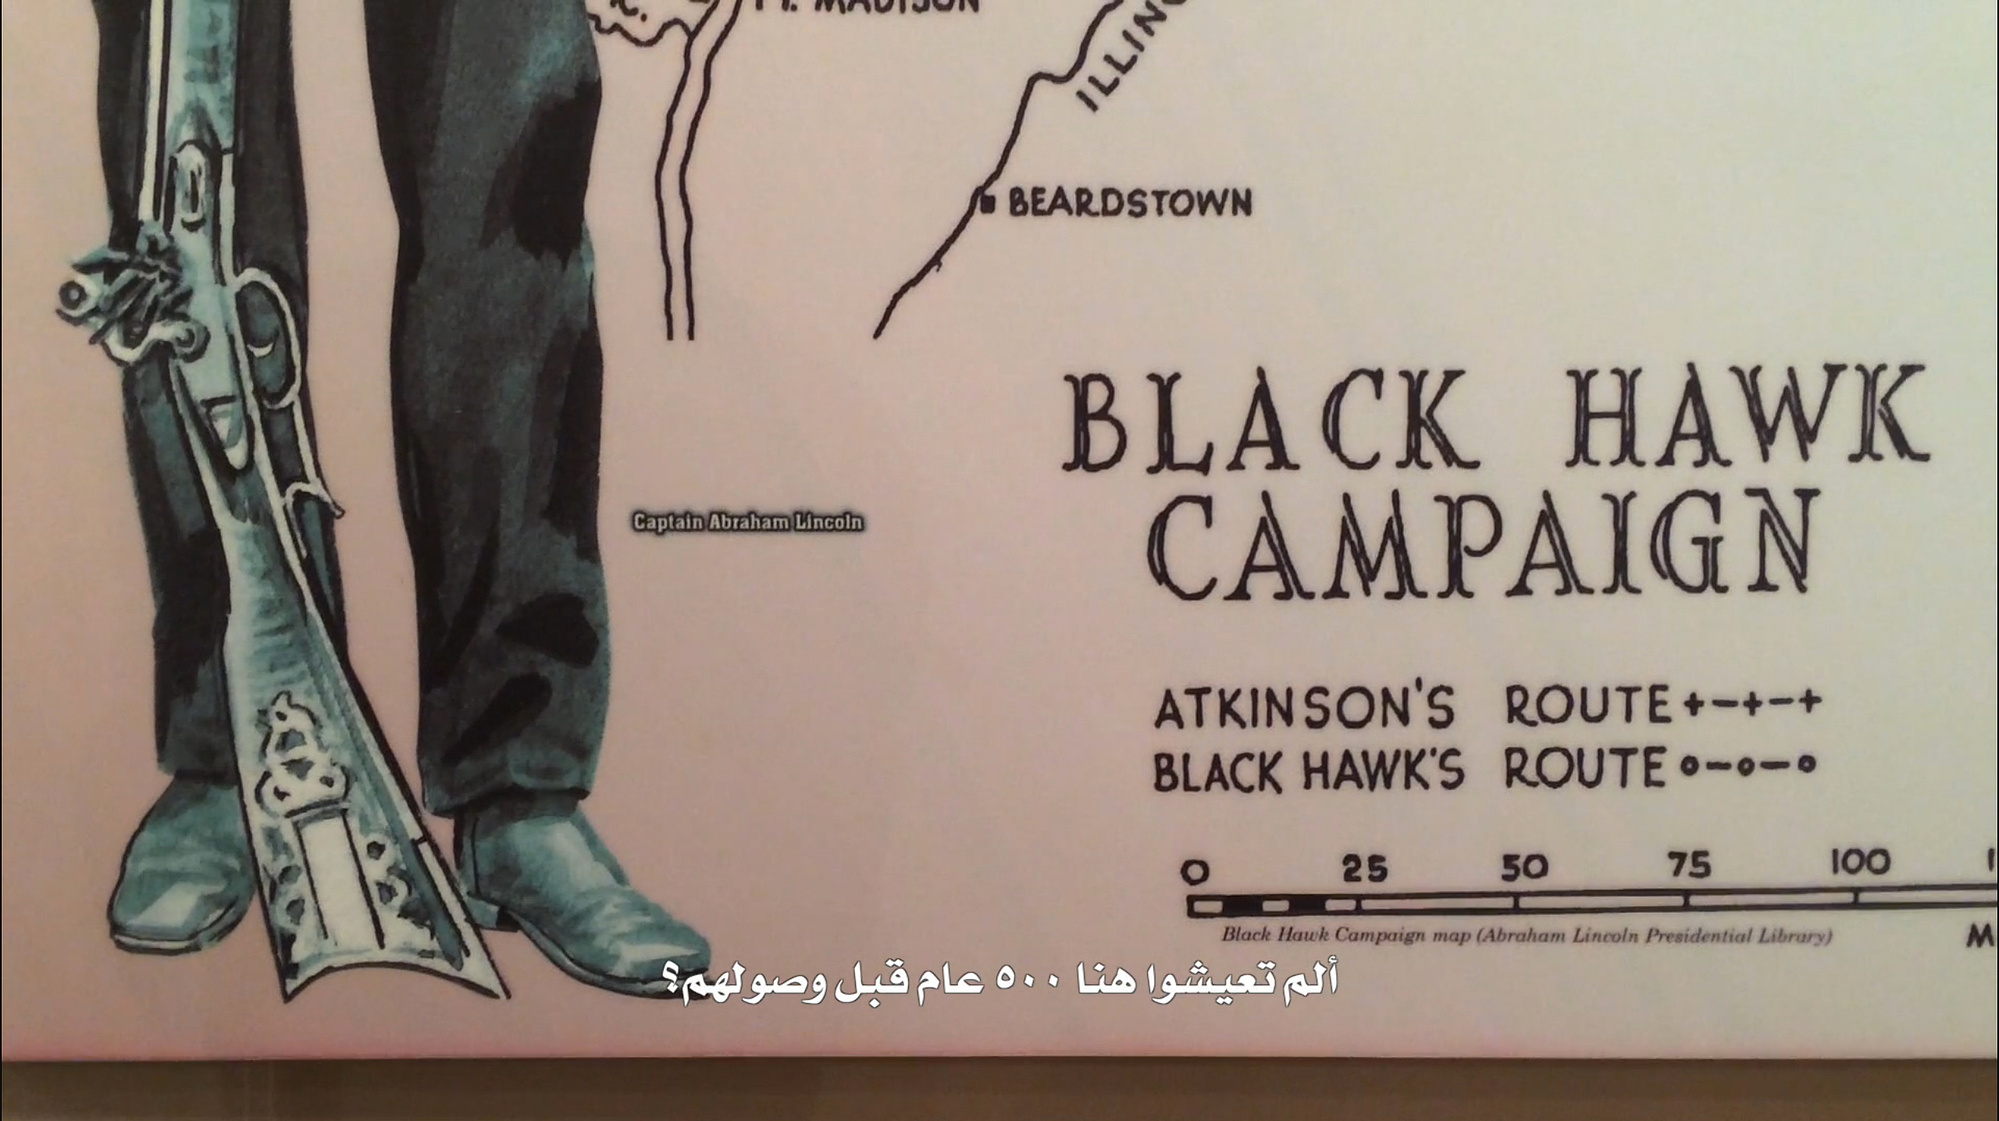 MADISON
BEARDSTOWN
BLACK HAWK
CAMPAIGN
Captain Abraham Lincoln
ATKINSON'S ROUTE
BLACK HAWK'S ROUTE
0 25 50 75 100
Black Hawk Campaign map (Abraham Lincoln Presidential Library)
ألم تعيشوا هنا ٥٠٠ عام قبل وصولهم؟